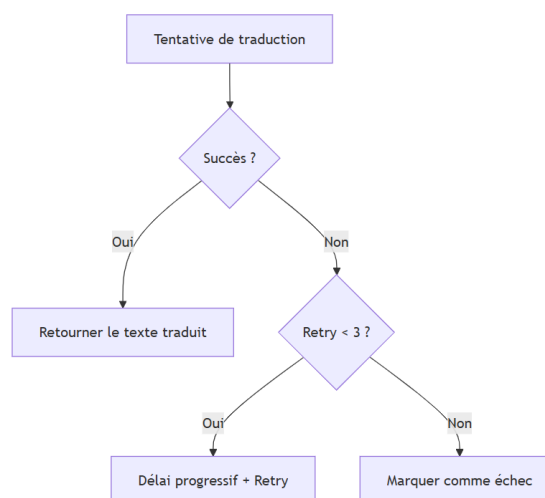 Tentative de traduction
Succès ?
Oui
Non
Retourner le texte traduit
Retry < 3 ?
Oui
Non
Délai progressif + Retry
Marquer comme échec